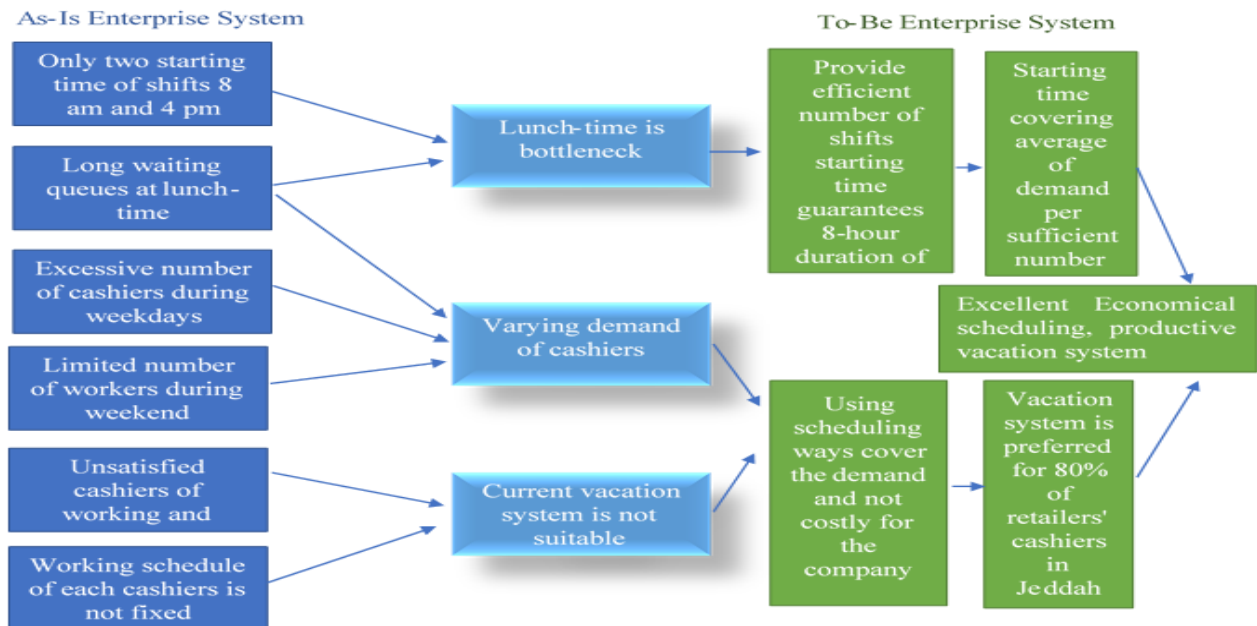 As-Is Enterprise System
To-Be Enterprise System
Only two starting
time of shifts 8
am and 4 pm
Long waiting
queues at lunch-
time
Excessive number
of cashiers during
weekdays
Limited number
of workers during
weekend
Unsatisfied
cashiers of
working and
Working schedule
of each cashiers is
not fixed
Lunch-time is
bottleneck
Varying demand
of cashiers
Current vacation
system is not
suitable
Provide
efficient
number of
shifts
starting
time
guarantees
8-hour
duration of
Starting
time
covering
average
of
demand
per
sufficient
number
Excellent Economical
scheduling, productive
vacation system
Using
scheduling
ways cover
the demand
and not
costly for
the
company
Vacation
system is
preferred
for 80%
of
retailers'
cashiers
in
Jeddah